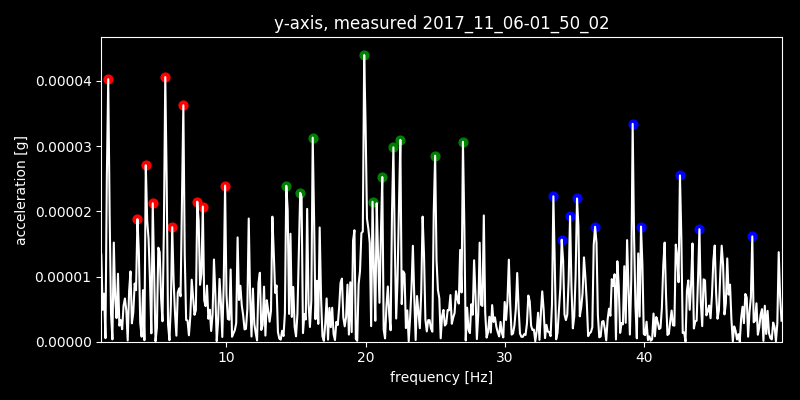 y-axis, measured 2017_11_06-01_50_02
0.00004
0.00003
0.00002
0.00001
0.00000
acceleration [g]
10 20 30 40
frequency [Hz]